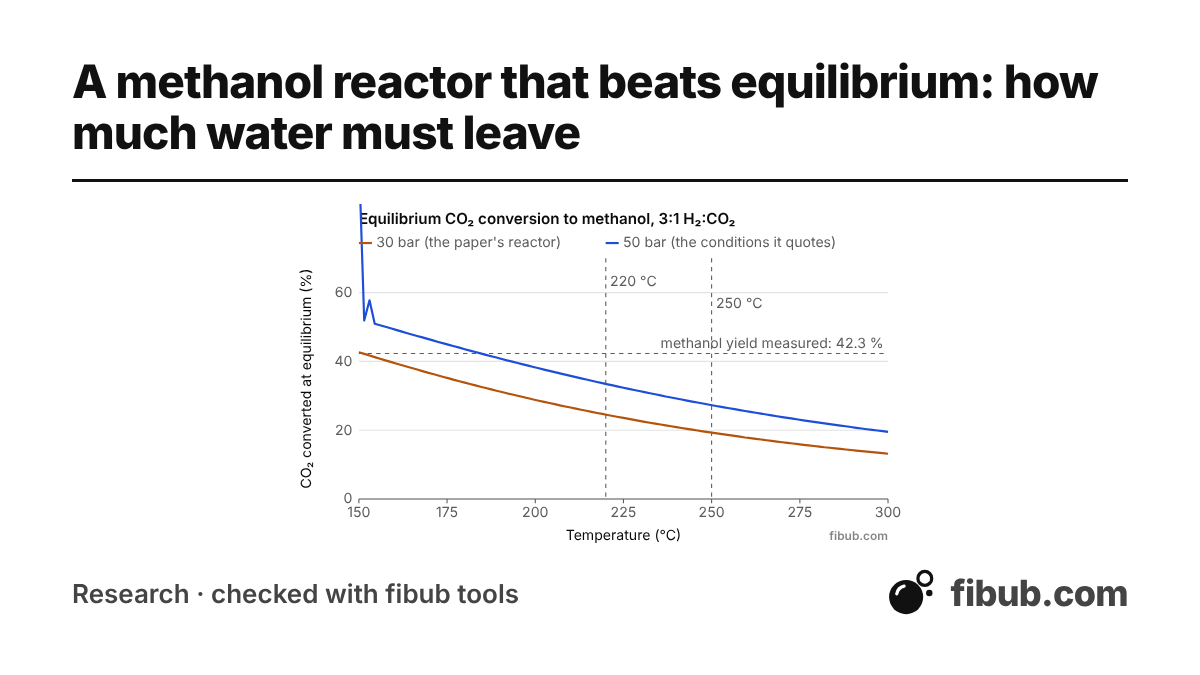 A methanol reactor that beats equilibrium: how
much water must leave
Equilibrium CO₂ conversion to methanol, 3:1 H₂:CO₂
30 bar (the paper's reactor)
50 bar (the conditions it quotes)
CO₂ converted at equilibrium (%)
220 °C
60
250 °C
methanol yield measured: 42.3 %
40
20
0
150 175 200 225 250 275 300
Temperature (°C)
fibub.com
Research · checked with fibub tools
fibub.com